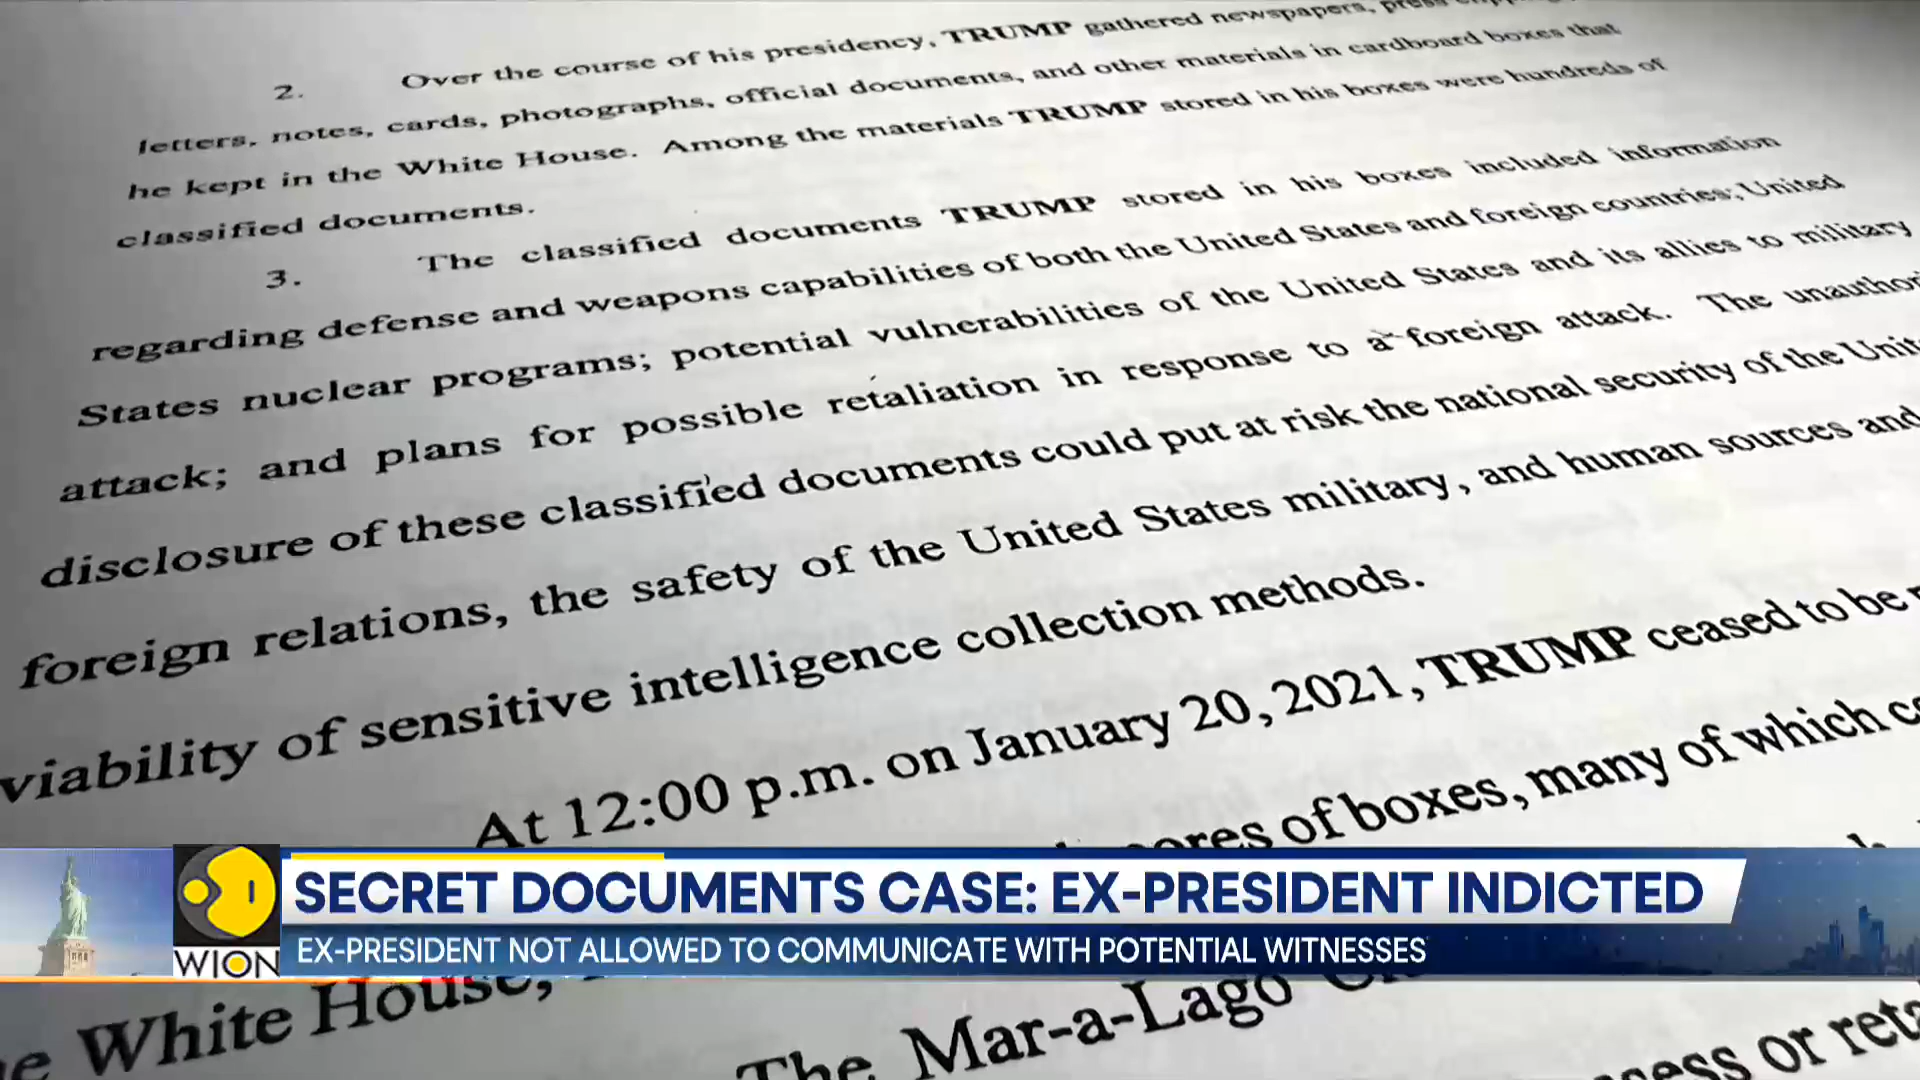 2. Over the course of his presidency, TRUMP gathered newspapers, press
letters, notes, cards, photographs, official documents, and other materials in cardboard boxes that
he kept in the White House. Among the materials TRUMP stored in his boxes were hundreds of
classified documents.
3. The classified documents TRUMP stored in his boxes included information
regarding defense and weapons capabilities of both the United States and foreign countries; United
States nuclear programs; potential vulnerabilities of the United States and its allies to military
attack; and plans for possible retaliation in response to a foreign attack. The unauthori
disclosure of these classified documents could put at risk the national security of the Unit
foreign relations, the safety of the United States military, and human sources and
viability of sensitive intelligence collection methods.
At 12:00 p.m. on January 20, 2021, TRUMP ceased to be
ores of boxes, many of which c
SECRET DOCUMENTS CASE: EX-PRESIDENT INDICTED
WION
EX-PRESIDENT NOT ALLOWED TO COMMUNICATE WITH POTENTIAL WITNESSES
e White House,
The Mar-a-Lago
ess or reta